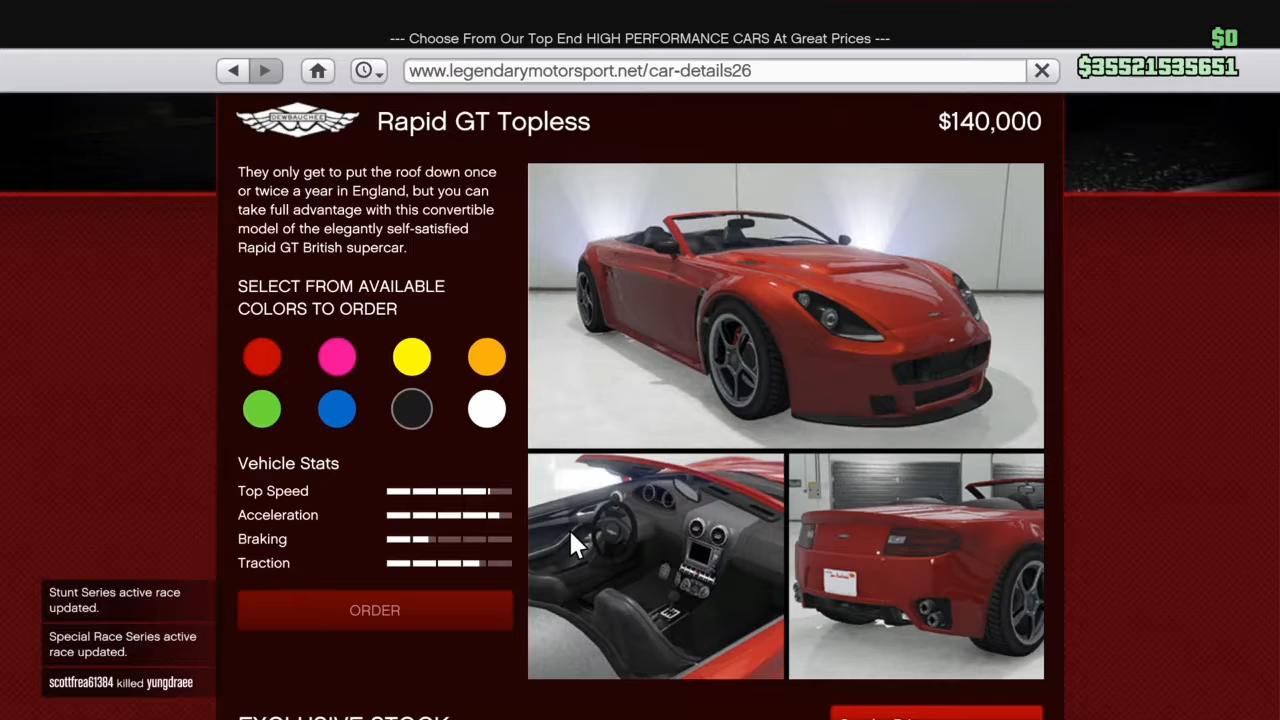 --- Choose From Our Top End HIGH PERFORMANCE CARS At Great Prices ---
$0
www.legendarymotorsport.net/car-details26
$35521535651
DEWBAUCHEE
Rapid GT Topless
$140,000
They only get to put the roof down once
or twice a year in England, but you can
take full advantage with this convertible
model of the elegantly self-satisfied
Rapid GT British supercar.
SELECT FROM AVAILABLE
COLORS TO ORDER
Vehicle Stats
Top Speed
Acceleration
Braking
Traction
ORDER
Stunt Series active race
updated.
Special Race Series active
race updated.
scottfrea61384 killed yungdraee
EXCLUSIVE STOCK